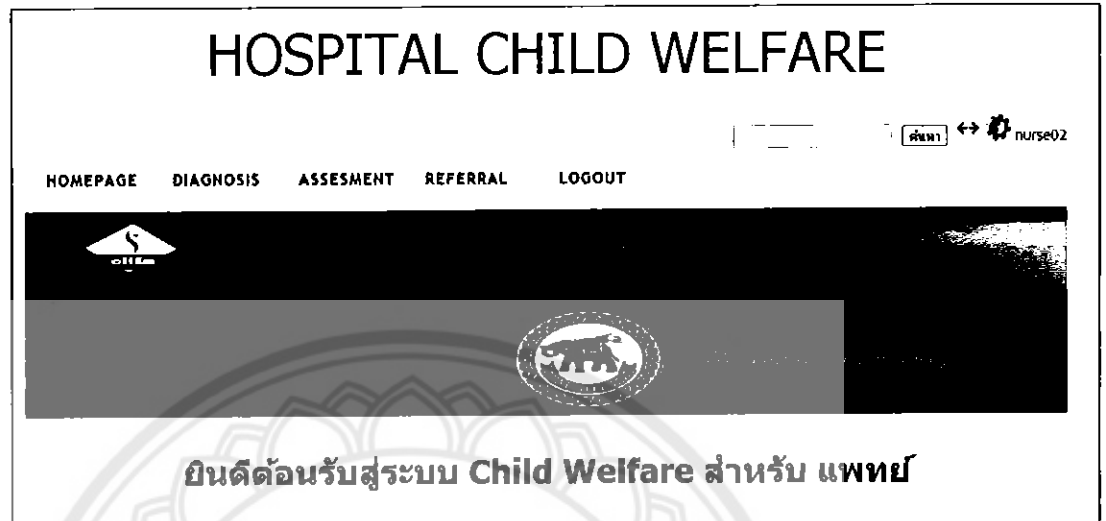 HOSPITAL CHILD WELFARE
ค้นหา nurse02
HOMEPAGE DIAGNOSIS ASSESMENT REFERRAL LOGOUT
ยินดีต้อนรับสู่ระบบ Child Welfare สำหรับ แพทย์